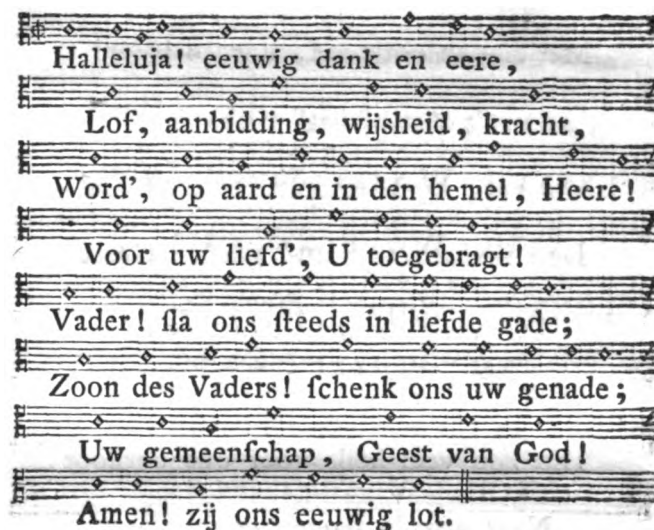 Halleluja! eeuwig dank en eere,
Lof, aanbidding, wijsheid, kracht,
Word', op aard en in den hemel, Heere!
Voor uw liefd', U toegebragt!
Vader! ſla ons ſteeds in liefde gade;
Zoon des Vaders! ſchenk ons uw genade;
Uw gemeenſchap, Geest van God!
Amen! zij ons eeuwig lot.